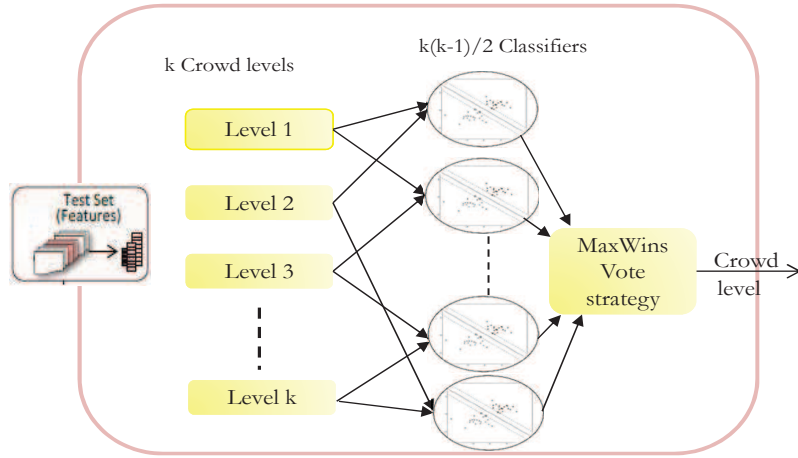 k(k-1)/2 Classifiers
k Crowd levels
Level 1
Level 2
Level 3
Level k
Test Set
(Features)
MaxWins
Vote
strategy
Crowd
level